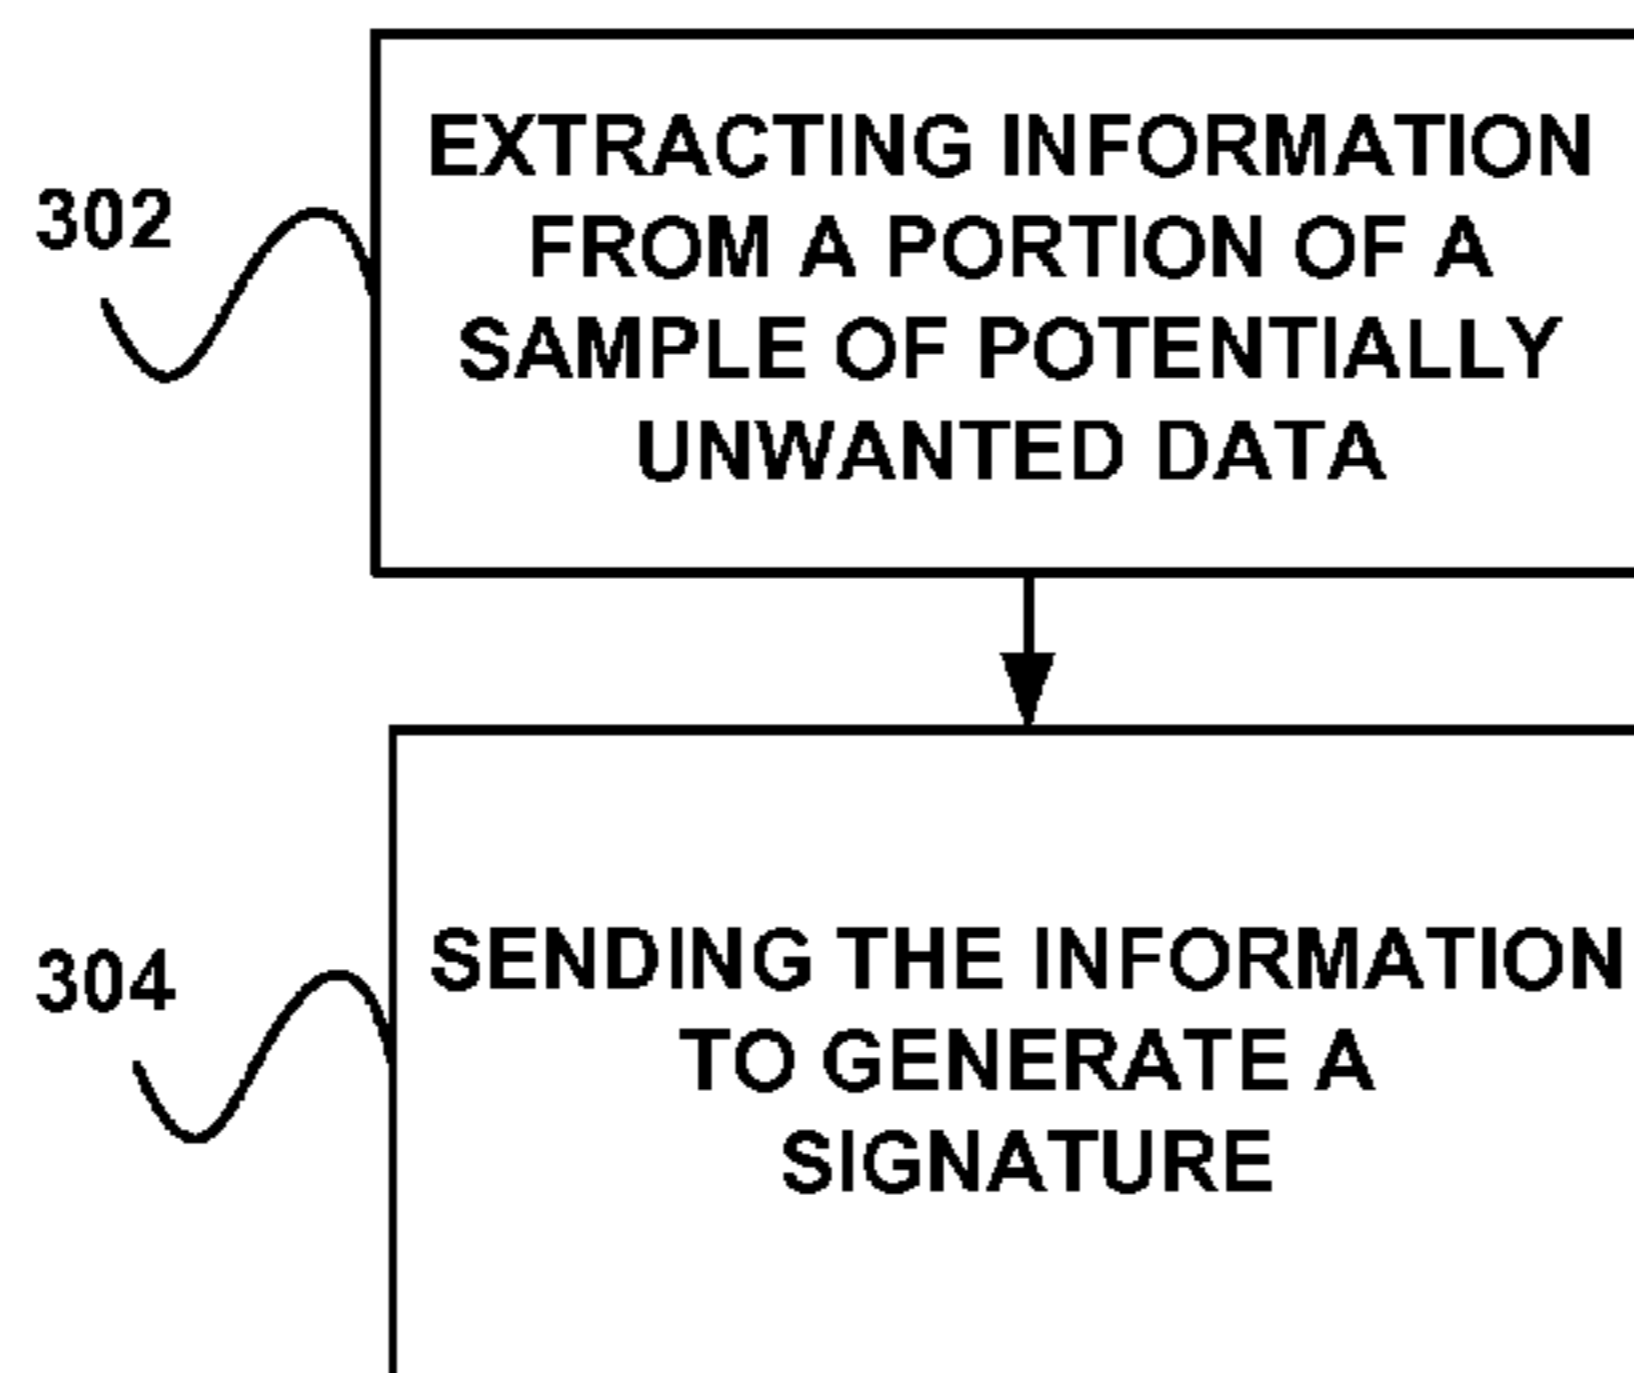 302
EXTRACTING INFORMATION
FROM A PORTION OF A
SAMPLE OF POTENTIALLY
UNWANTED DATA
304
SENDING THE INFORMATION
TO GENERATE A
SIGNATURE